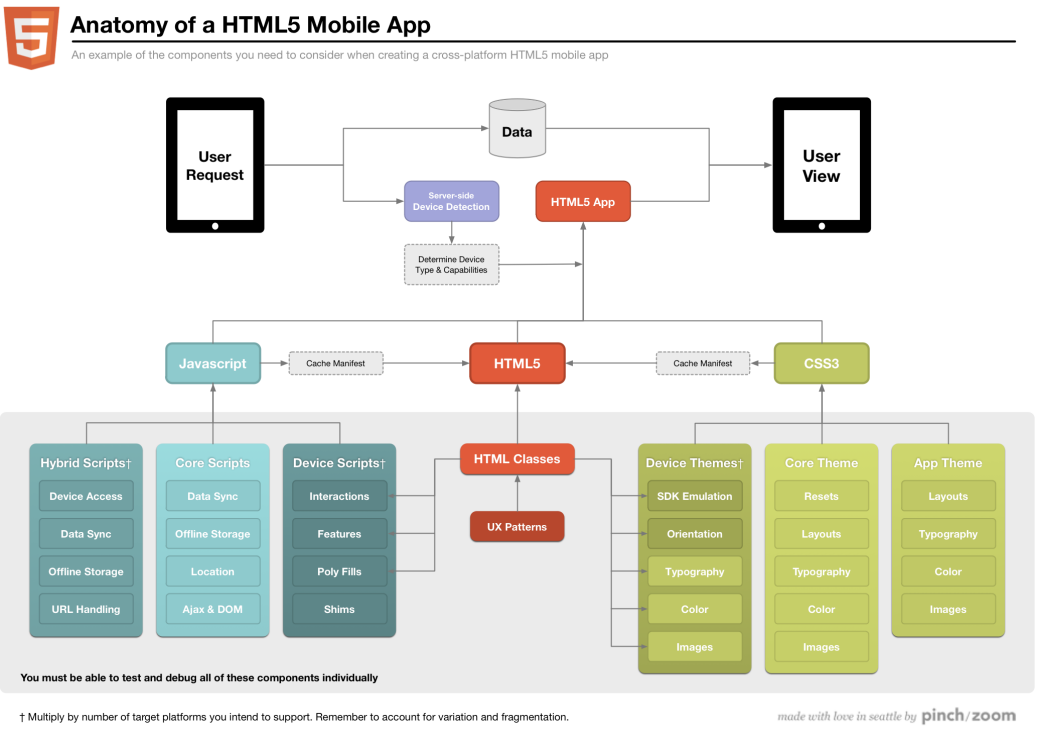 Anatomy of a HTML5 Mobile App
An example of the components you need to consider when creating a cross-platform HTML5 mobile app
User
Request
Data
User
View
Server-side
Device Detection
HTML5 App
Determine Device
Type & Capabilities
Javascript
Cache Manifest
HTML5
Cache Manifest
CSS3
Hybrid Scripts†
Device Access
Data Sync
Offline Storage
URL Handling
Core Scripts
Data Sync
Offline Storage
Location
Ajax & DOM
Device Scripts†
Interactions
Features
Poly Fills
Shims
HTML Classes
UX Patterns
Device Themes†
SDK Emulation
Orientation
Typography
Color
Images
Core Theme
Resets
Layouts
Typography
Color
Images
App Theme
Layouts
Typography
Color
Images
You must be able to test and debug all of these components individually
† Multiply by number of target platforms you intend to support. Remember to account for variation and fragmentation.
made with love in seattle by pinch/zoom